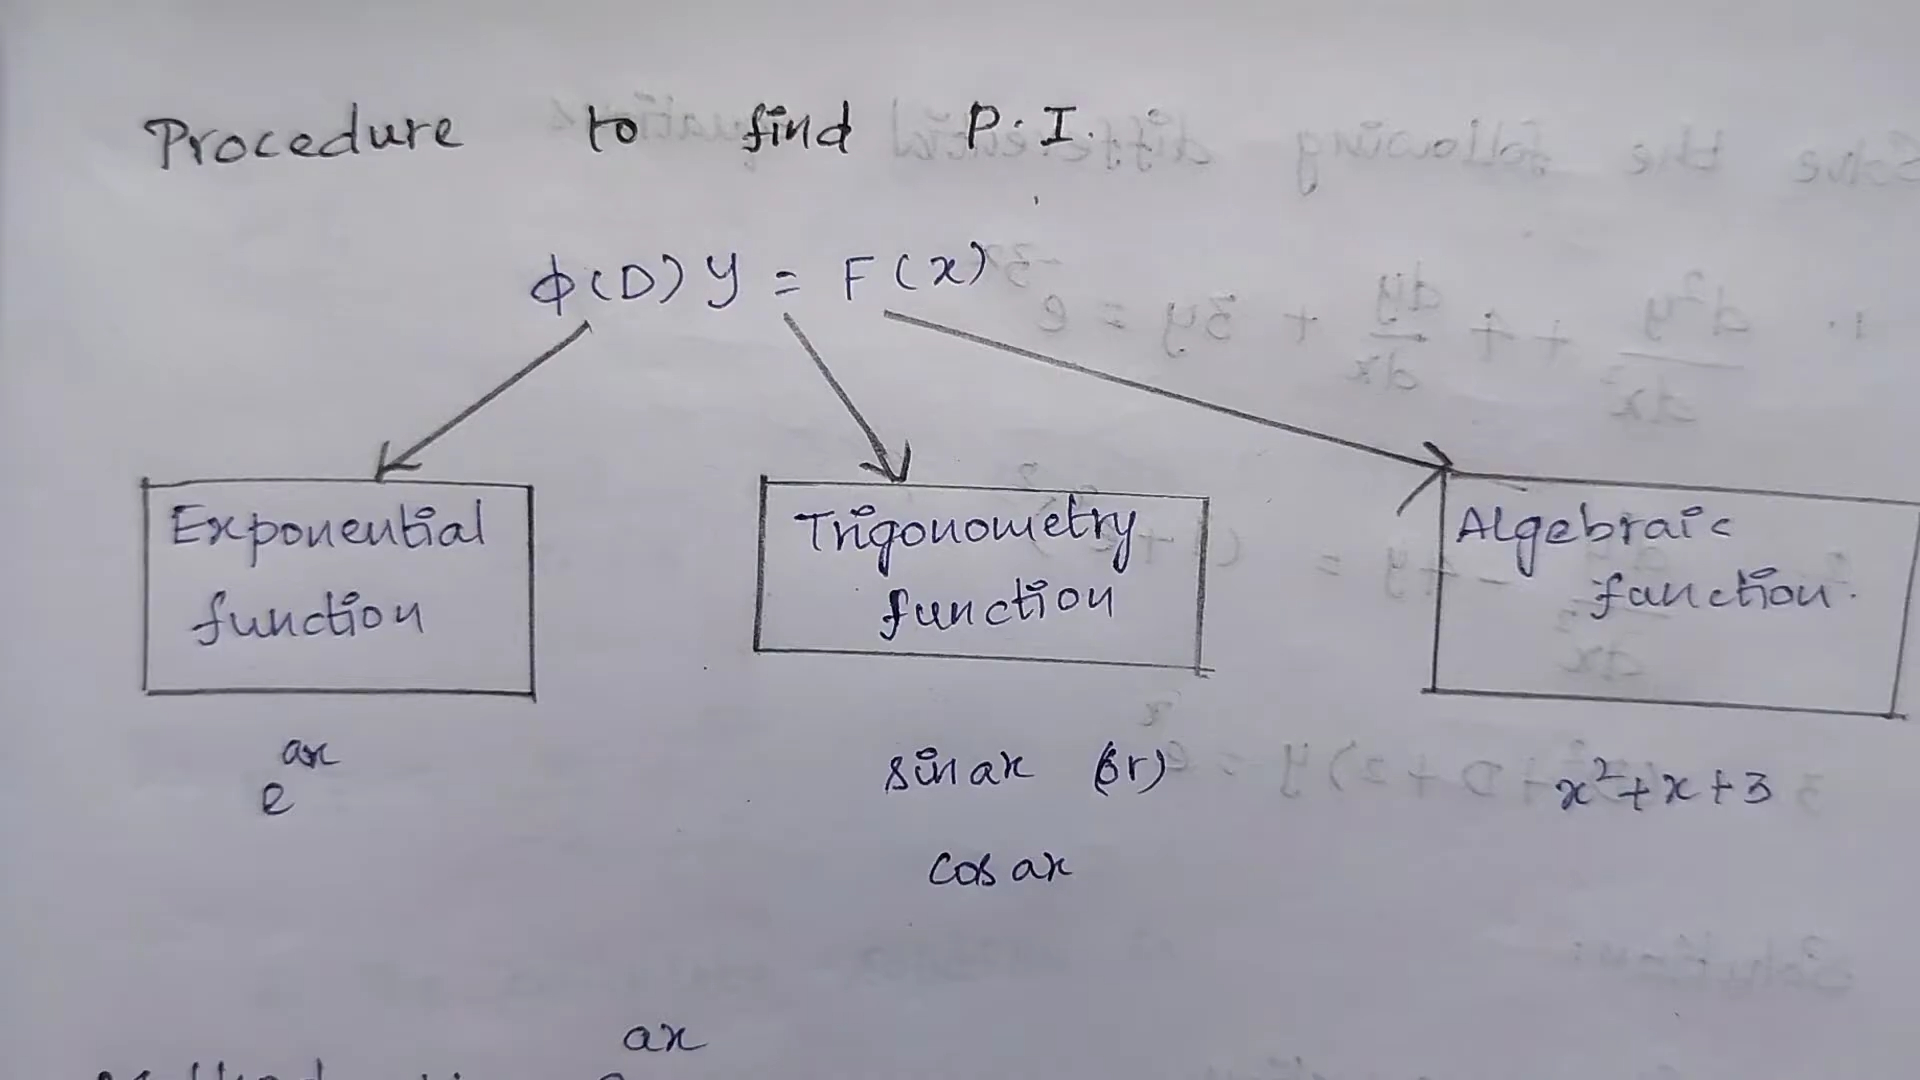 Procedure to find P.I.
ϕ(D) y = F(x)
Exponential function
Trigonometry function
Algebraic function.
e^ax
sin ax (or)
cos ax
x² + x + 3
ax